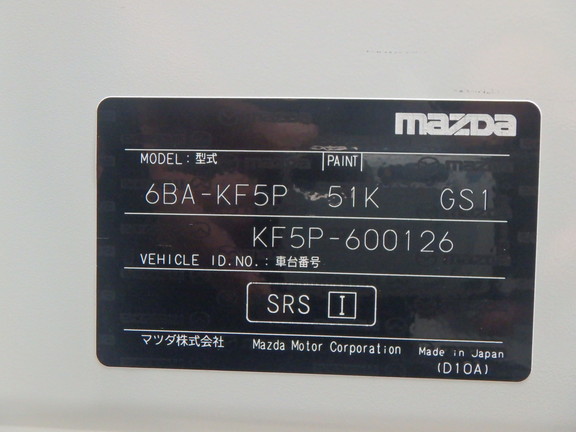 mazda
MODEL：型式 PAINT
6BA-KF5P 51K GS1
KF5P-600126
VEHICLE ID.NO.：車台番号
SRS I
マツダ株式会社 Mazda Motor Corporation Made in Japan
(D10A)